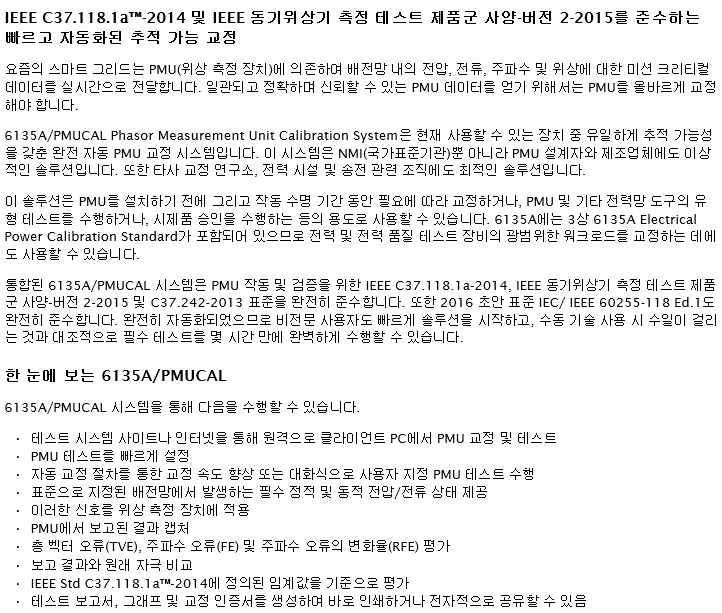 IEEE C37.118.1a™-2014 및 IEEE 동기위상기 측정 테스트 제품군 사양-버전 2-2015를 준수하는
빠르고 자동화된 추적 가능 교정
요즘의 스마트 그리드는 PMU(위상 측정 장치)에 의존하여 배전망 내의 전압, 전류, 주파수 및 위상에 대한 미션 크리티컬
데이터를 실시간으로 전달합니다. 일관되고 정확하며 신뢰할 수 있는 PMU 데이터를 얻기 위해서는 PMU를 올바르게 교정
해야 합니다.
6135A/PMUCAL Phasor Measurement Unit Calibration System은 현재 사용할 수 있는 장치 중 유일하게 추적 가능성
을 갖춘 완전 자동 PMU 교정 시스템입니다. 이 시스템은 NMI(국가표준기관)뿐 아니라 PMU 설계자와 제조업체에도 이상
적인 솔루션입니다. 또한 타사 교정 연구소, 전력 시설 및 송전 관련 조직에도 최적인 솔루션입니다.
이 솔루션은 PMU를 설치하기 전에 그리고 작동 수명 기간 동안 필요에 따라 교정하거나, PMU 및 기타 전력망 도구의 유
형 테스트를 수행하거나, 시제품 승인을 수행하는 등의 용도로 사용할 수 있습니다. 6135A에는 3상 6135A Electrical
Power Calibration Standard가 포함되어 있으므로 전력 및 전력 품질 테스트 장비의 광범위한 워크로드를 교정하는 데에
도 사용할 수 있습니다.
통합된 6135A/PMUCAL 시스템은 PMU 작동 및 검증을 위한 IEEE C37.118.1a-2014, IEEE 동기위상기 측정 테스트 제품
군 사양-버전 2-2015 및 C37.242-2013 표준을 완전히 준수합니다. 또한 2016 초안 표준 IEC/ IEEE 60255-118 Ed.1도
완전히 준수합니다. 완전히 자동화되었으므로 비전문 사용자도 빠르게 솔루션을 시작하고, 수동 기술 사용 시 수일이 걸리
는 것과 대조적으로 필수 테스트를 몇 시간 만에 완벽하게 수행할 수 있습니다.
한 눈에 보는 6135A/PMUCAL
6135A/PMUCAL 시스템을 통해 다음을 수행할 수 있습니다.
· 테스트 시스템 사이트나 인터넷을 통해 원격으로 클라이언트 PC에서 PMU 교정 및 테스트
· PMU 테스트를 빠르게 설정
· 자동 교정 절차를 통한 교정 속도 향상 또는 대화식으로 사용자 지정 PMU 테스트 수행
· 표준으로 지정된 배전망에서 발생하는 필수 정적 및 동적 전압/전류 상태 제공
· 이러한 신호를 위상 측정 장치에 적용
· PMU에서 보고된 결과 캡처
· 총 벡터 오류(TVE), 주파수 오류(FE) 및 주파수 오류의 변화율(RFE) 평가
· 보고 결과와 원래 자극 비교
· IEEE Std C37.118.1a™-2014에 정의된 임계값을 기준으로 평가
· 테스트 보고서, 그래프 및 교정 인증서를 생성하여 바로 인쇄하거나 전자적으로 공유할 수 있음